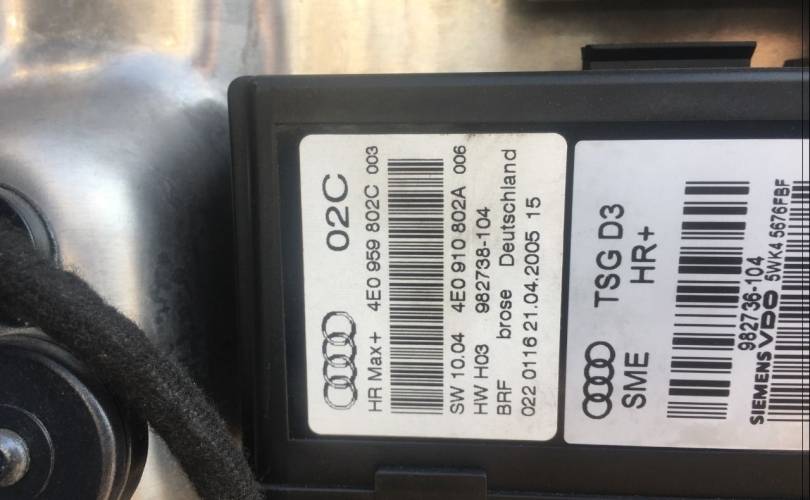 02C
HR Max+ 4E0 959 802C 003
SW 10.04 4E0 910 802A 006
HW H03 982738-104
BRF brose Deutschland
022 0116 21.04.2005 15
TSG D3
SME HR+
982736-104
SIEMENS VDO 5WK4 5676FBF